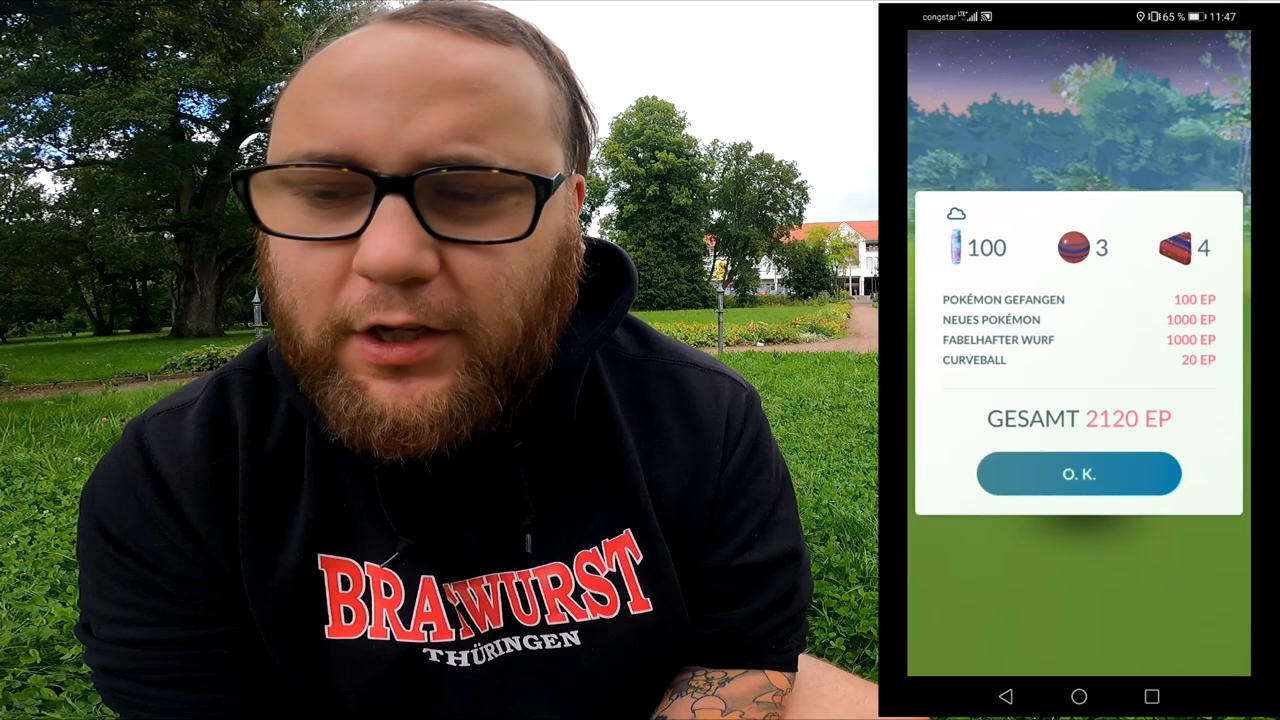 BRATWURST
THÜRINGEN
congstar LTE+ 65 % 11:47
100 3 4
POKÉMON GEFANGEN 100 EP
NEUES POKÉMON 1000 EP
FABELHAFTER WURF 1000 EP
CURVEBALL 20 EP
GESAMT 2120 EP
O. K.